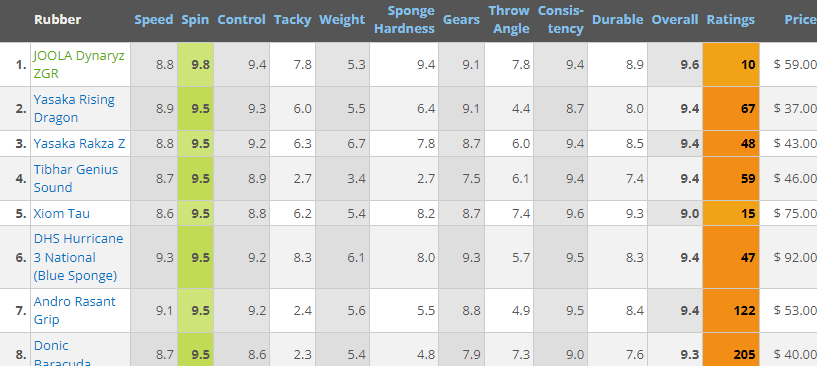 Rubber Speed Spin Control Tacky Weight Sponge Hardness Gears Throw Angle Consis-tency Durable Overall Ratings Price
1. JOOLA Dynaryz ZGR 8.8 9.8 9.4 7.8 5.3 9.4 9.1 7.8 9.4 8.9 9.6 10 $ 59.00
2. Yasaka Rising Dragon 8.9 9.5 9.3 6.0 5.5 6.4 9.1 4.4 8.7 8.0 9.4 67 $ 37.00
3. Yasaka Rakza Z 8.8 9.5 9.2 6.3 6.7 7.8 8.7 6.0 9.4 8.5 9.4 48 $ 43.00
4. Tibhar Genius Sound 8.7 9.5 8.9 2.7 3.4 2.7 7.5 6.1 9.4 7.4 9.4 59 $ 46.00
5. Xiom Tau 8.6 9.5 8.8 6.2 5.4 8.2 8.7 7.4 9.6 9.3 9.0 15 $ 75.00
6. DHS Hurricane 3 National (Blue Sponge) 9.3 9.5 9.2 8.3 6.1 8.0 9.3 5.7 9.5 8.3 9.4 47 $ 92.00
7. Andro Rasant Grip 9.1 9.5 9.2 2.4 5.6 5.5 8.8 4.9 9.5 8.4 9.4 122 $ 53.00
8. Donic Baracuda 8.7 9.5 8.6 2.3 5.4 4.8 7.9 7.3 9.0 7.6 9.3 205 $ 40.00